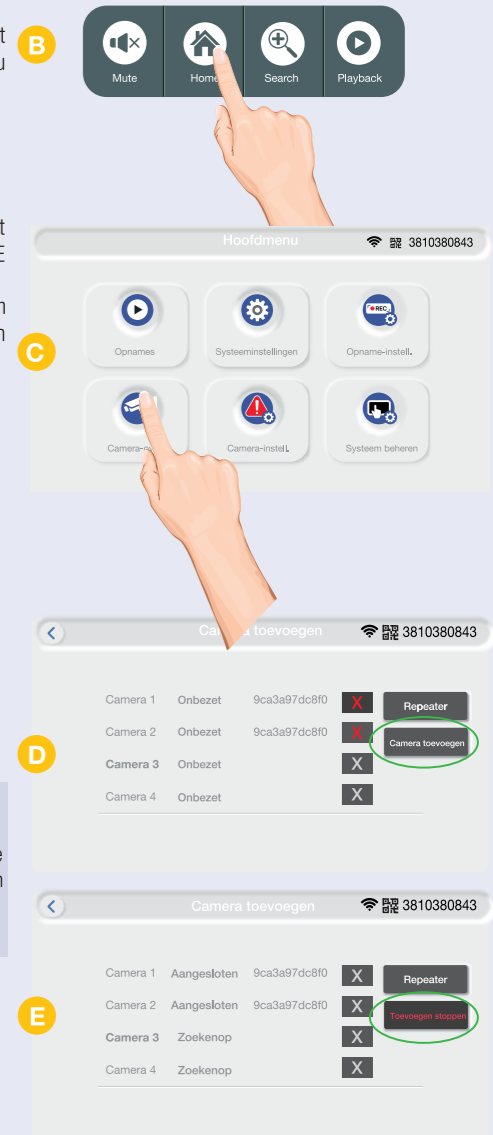 t
u
B
Mute Home Search Playback
t
E
n
n
Hoofdmenu 3810380843
C
Opnames Systeeminstellingen Opname-instell.
Camera- Camera-instell. Systeem beheren
toevoegen 3810380843
D
Camera 1 Onbezet 9ca3a97dc8f0 X Repeater
Camera 2 Onbezet 9ca3a97dc8f0 X Camera toevoegen
Camera 3 Onbezet X
Camera 4 Onbezet X
e
n
Camera toevoegen 3810380843
E
Camera 1 Aangesloten 9ca3a97dc8f0 X Repeater
Camera 2 Aangesloten 9ca3a97dc8f0 X Toevoegen stoppen
Camera 3 Zoekenop X
Camera 4 Zoekenop X